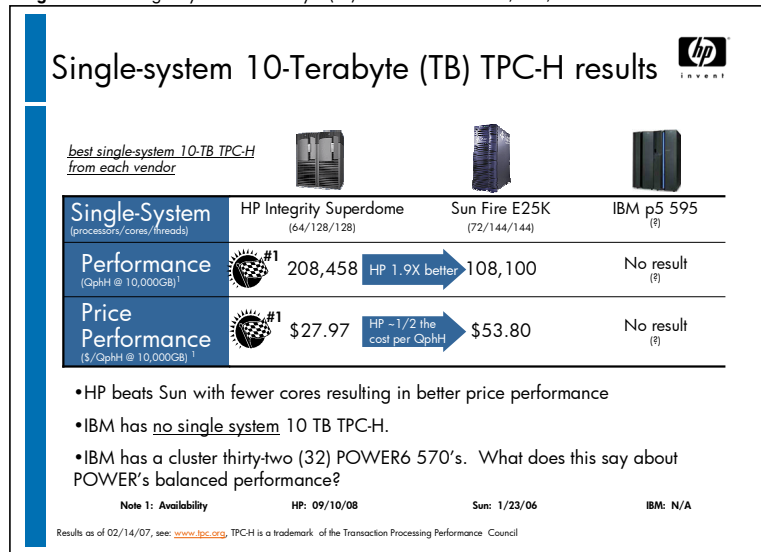 Single-system 10-Terabyte (TB) TPC-H results
hp
invent
best single-system 10-TB TPC-H
from each vendor
Single-System
(processors/cores/threads)
HP Integrity Superdome
(64/128/128)
Sun Fire E25K
(72/144/144)
IBM p5 595
(?)
Performance
(QphH @ 10,000GB)1
#1
208,458
HP 1.9X better
108,100
No result
(?)
Price
Performance
($/QphH @ 10,000GB) 1
#1
$27.97
HP ~1/2 the
cost per QphH
$53.80
No result
(?)
•HP beats Sun with fewer cores resulting in better price performance
•IBM has no single system 10 TB TPC-H.
•IBM has a cluster thirty-two (32) POWER6 570's. What does this say about
POWER's balanced performance?
Note 1: Availability HP: 09/10/08 Sun: 1/23/06 IBM: N/A
Results as of 02/14/07, see: www.tpc.org, TPC-H is a trademark of the Transaction Processing Performance Council